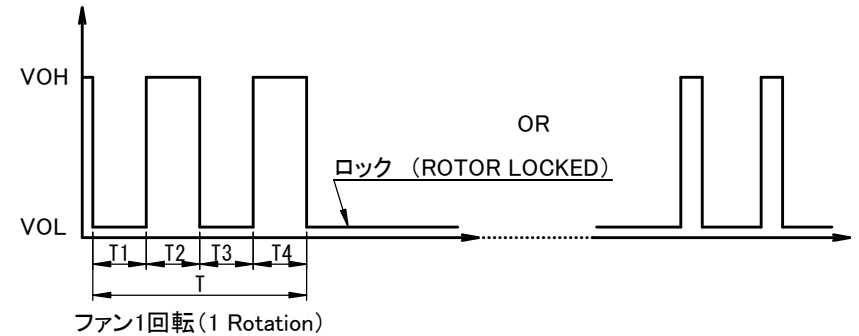 VOH
OR
ロック (ROTOR LOCKED)
VOL
T1 T2 T3 T4
T
ファン1回転(1 Rotation)